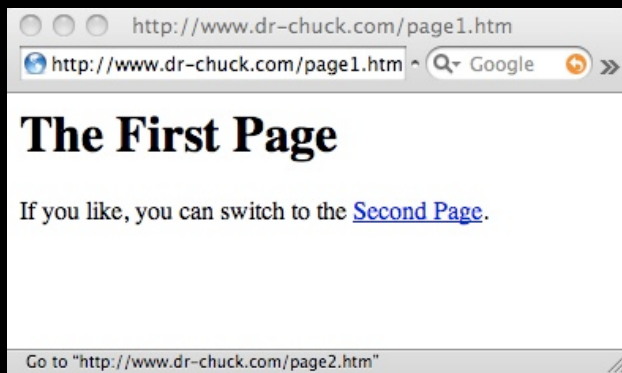 http://www.dr-chuck.com/page1.htm
http://www.dr-chuck.com/page1.htm Google
The First Page
If you like, you can switch to the Second Page.
Go to "http://www.dr-chuck.com/page2.htm"